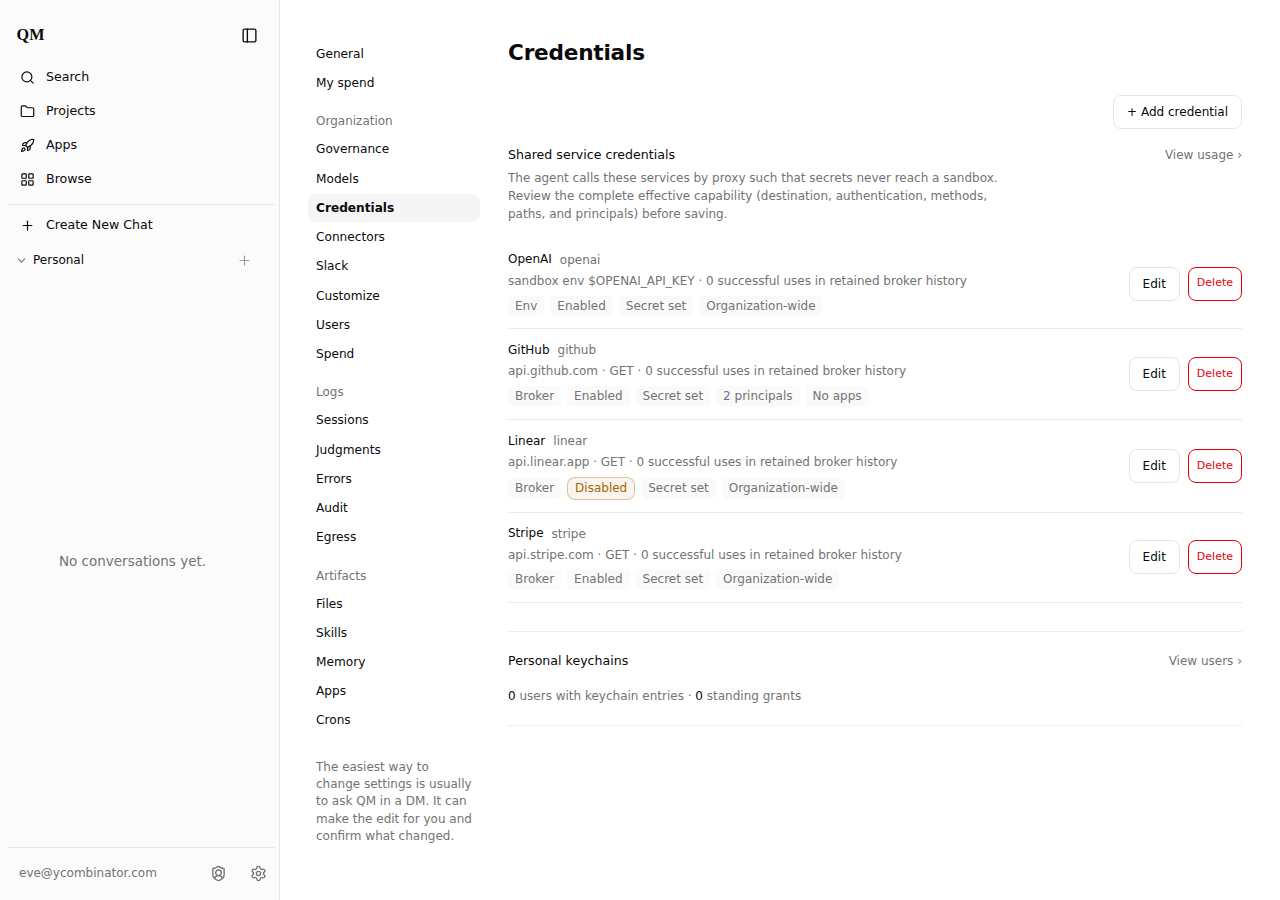 QM
Search
Projects
Apps
Browse
Create New Chat
Personal
No conversations yet.
eve@ycombinator.com
General
My spend
Organization
Governance
Models
Credentials
Connectors
Slack
Customize
Users
Spend
Logs
Sessions
Judgments
Errors
Audit
Egress
Artifacts
Files
Skills
Memory
Apps
Crons
The easiest way to
change settings is usually
to ask QM in a DM. It can
make the edit for you and
confirm what changed.
Credentials
+ Add credential
Shared service credentials View usage ›
The agent calls these services by proxy such that secrets never reach a sandbox.
Review the complete effective capability (destination, authentication, methods,
paths, and principals) before saving.
OpenAI openai
sandbox env $OPENAI_API_KEY · 0 successful uses in retained broker history
Env Enabled Secret set Organization-wide
Edit Delete
GitHub github
api.github.com · GET · 0 successful uses in retained broker history
Broker Enabled Secret set 2 principals No apps
Edit Delete
Linear linear
api.linear.app · GET · 0 successful uses in retained broker history
Broker Disabled Secret set Organization-wide
Edit Delete
Stripe stripe
api.stripe.com · GET · 0 successful uses in retained broker history
Broker Enabled Secret set Organization-wide
Edit Delete
Personal keychains View users ›
0 users with keychain entries · 0 standing grants